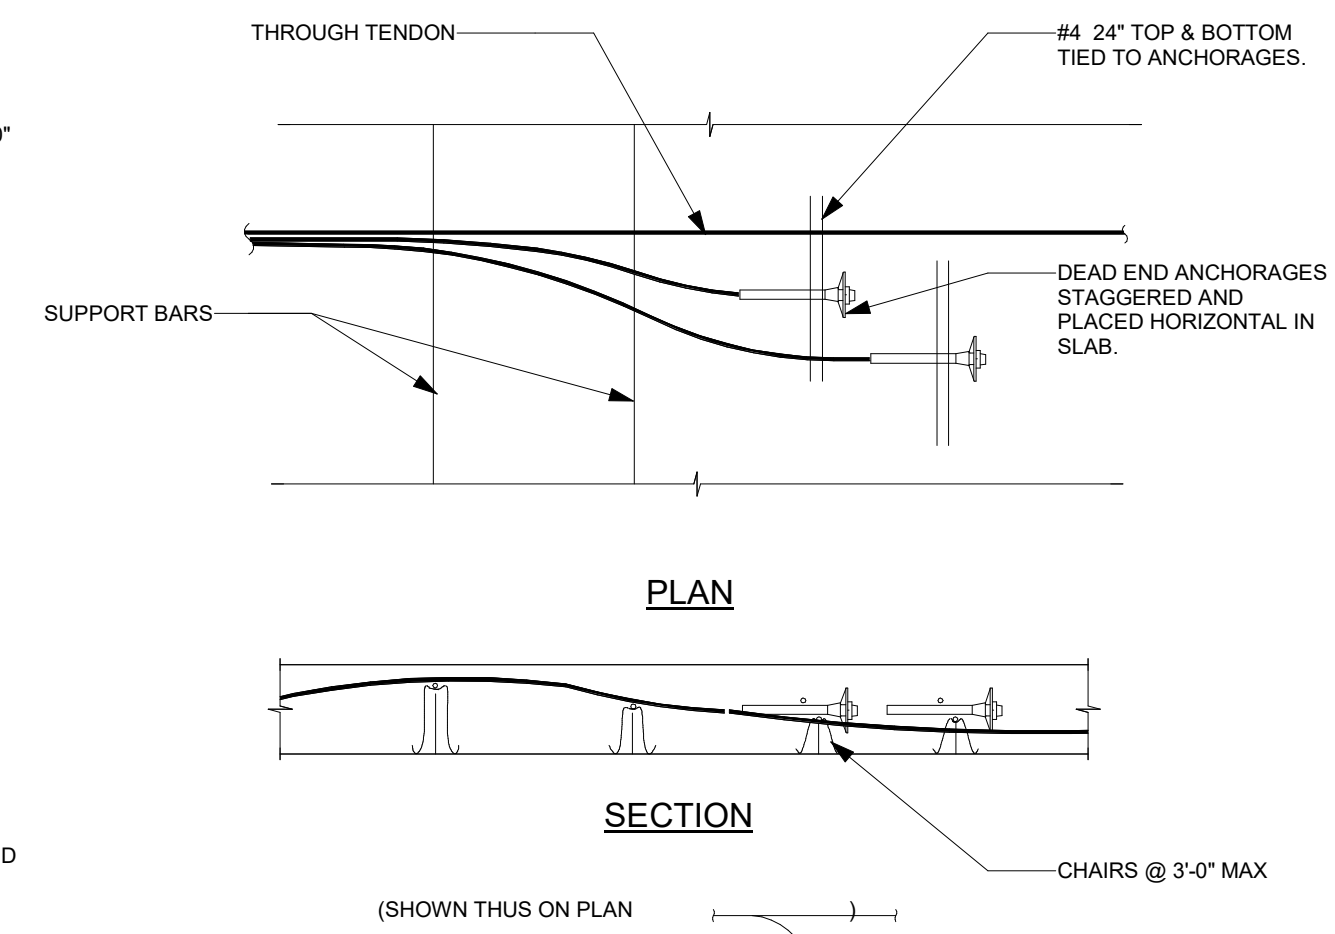 THROUGH TENDON
#4  24" TOP & BOTTOM
TIED TO ANCHORAGES.
DEAD END ANCHORAGES
STAGGERED AND
PLACED HORIZONTAL IN
SLAB.
SUPPORT BARS
PLAN
SECTION
D
CHAIRS @ 3'-0" MAX
(SHOWN THUS ON PLAN )